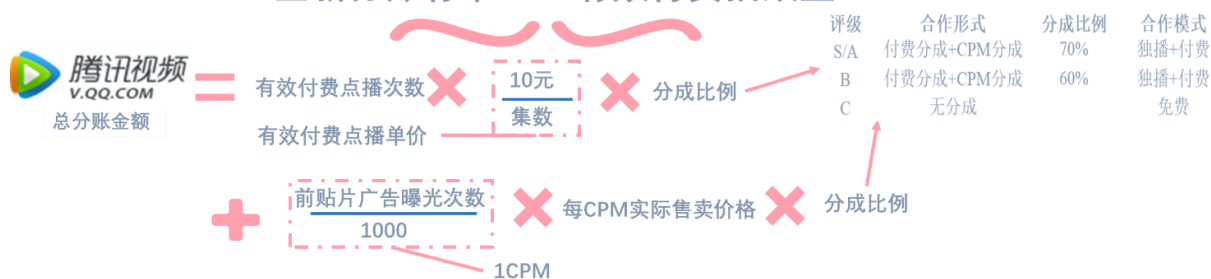 评级 合作形式 分成比例 合作模式
S/A 付费分成+CPM分成 70% 独播+付费
B 付费分成+CPM分成 60% 独播+付费
C 无分成 免费
腾讯视频
V.QQ.COM
总分账金额
有效付费点播次数
10元
集数
分成比例
有效付费点播单价
前贴片广告曝光次数
1000
每CPM实际售卖价格
分成比例
1CPM